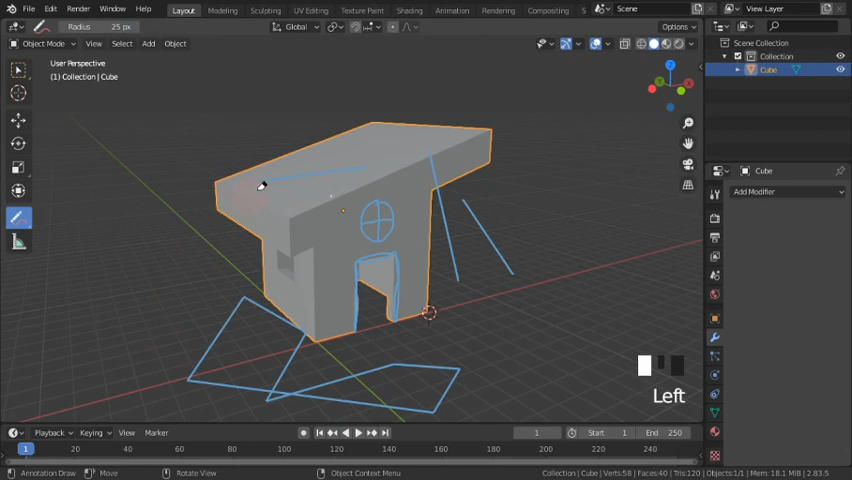 File Edit Render Window Help Layout Modeling Sculpting UV Editing Texture Paint Shading Animation Rendering Compositing Scene View Layer
Radius 25 px Global Options
Object Mode View Select Add Object
User Perspective
(1) Collection | Cube
Z
X
Y
Scene Collection
Collection
Cube
Cube
Add Modifier
Left
Playback Keying View Marker 1 Start 1 End 250
1 20 40 60 80 100 120 140 160 180 200 220 240
Annotation Draw Move Rotate View Object Context Menu Collection | Cube | Verts:58 | Faces:40 | Tris:120 | Objects:1/1 | Mem: 18.1 MiB | 2.83.5